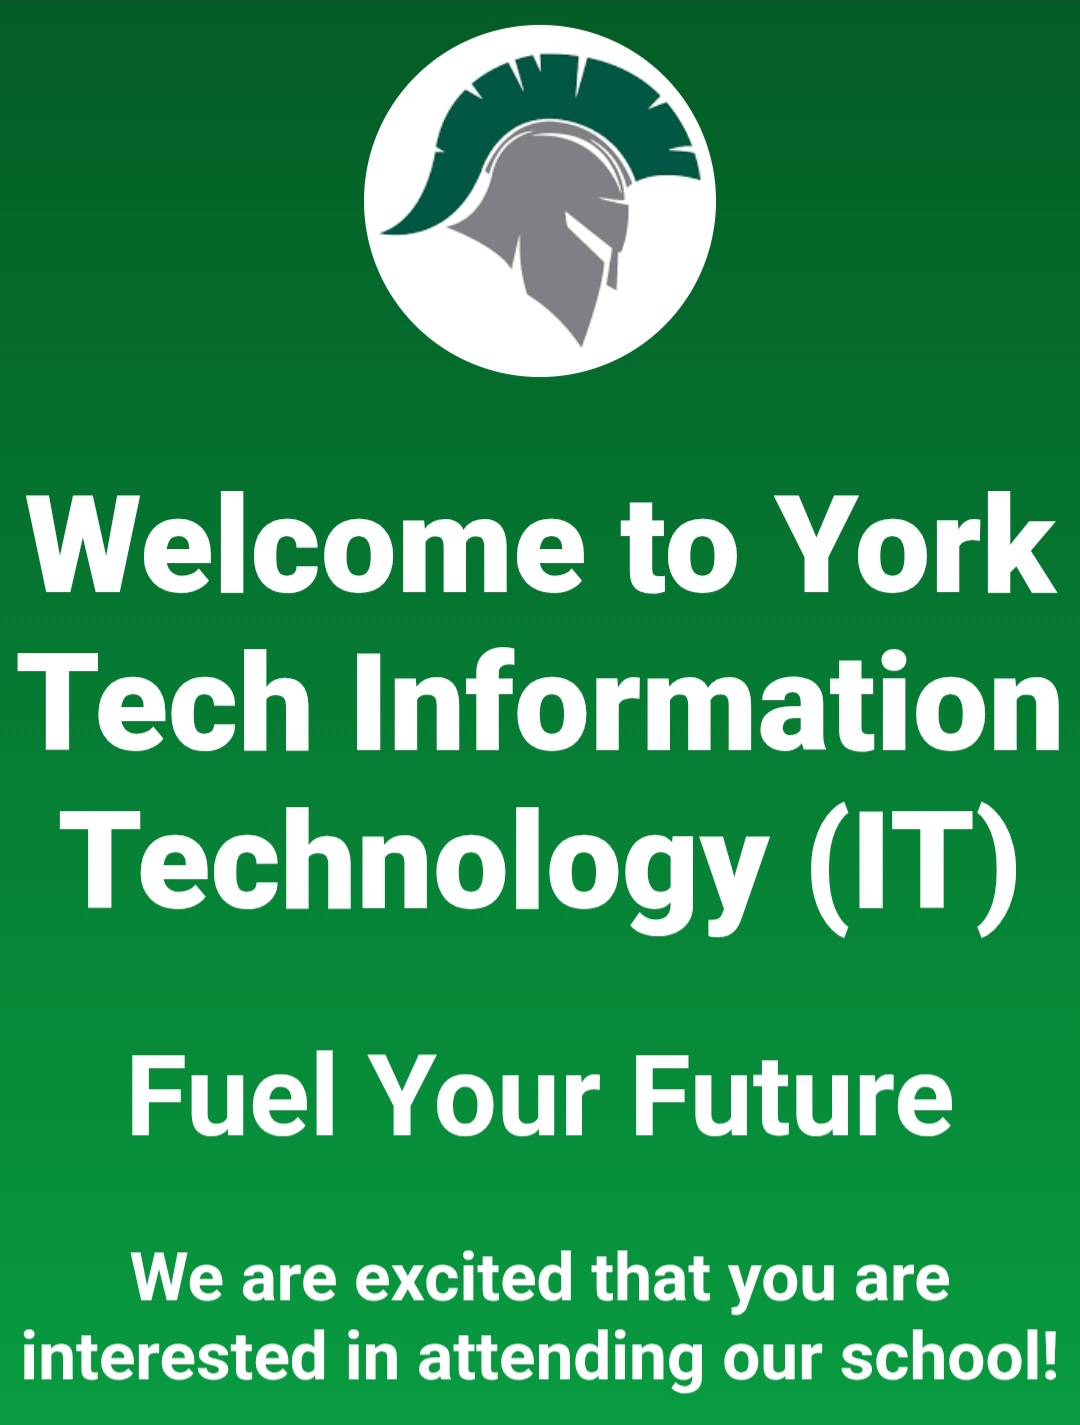 Welcome to York
Tech Information
Technology (IT)
Fuel Your Future
We are excited that you are
interested in attending our school!